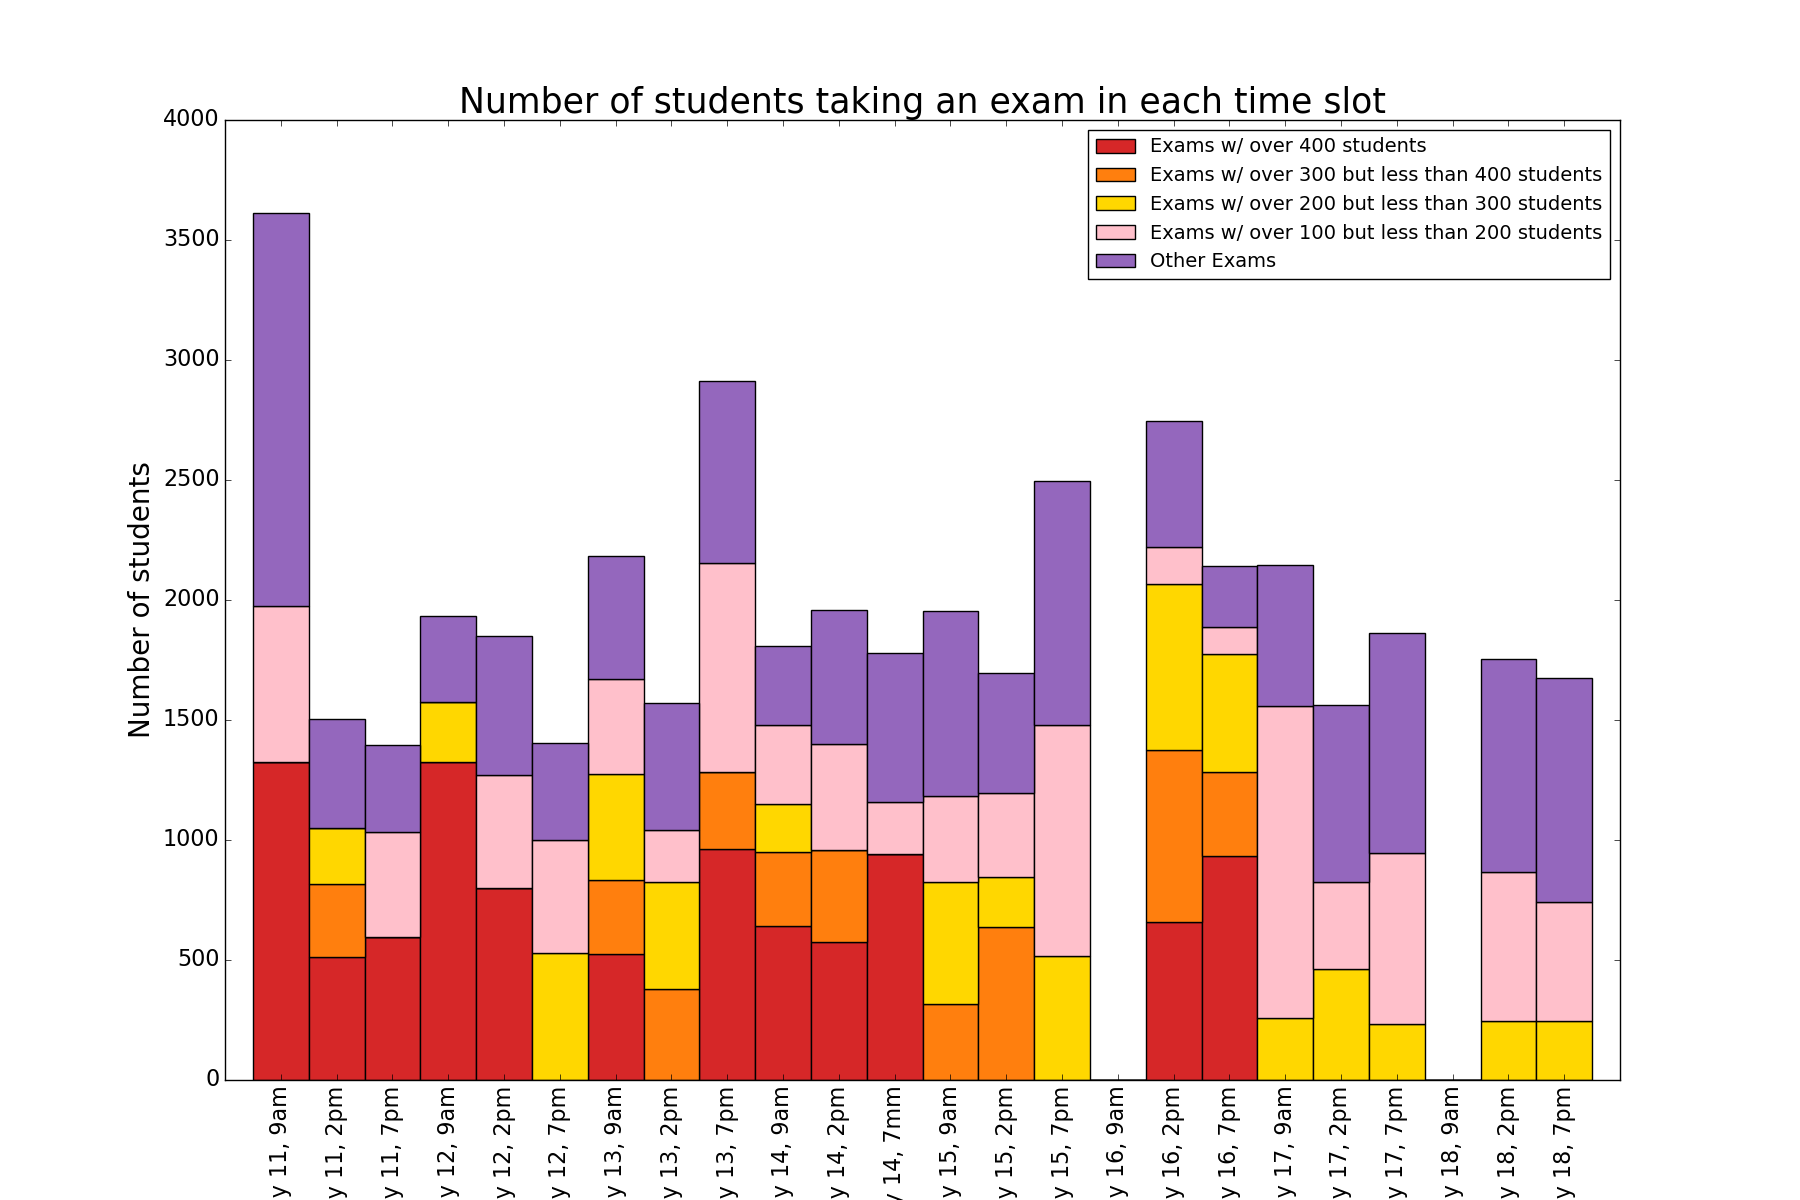 Number of students taking an exam in each time slot
Exams w/ over 400 students
Exams w/ over 300 but less than 400 students
Exams w/ over 200 but less than 300 students
Exams w/ over 100 but less than 200 students
Other Exams
Number of students
4000
3500
3000
2500
2000
1500
1000
500
0
y 11, 9am
y 11, 2pm
y 11, 7pm
y 12, 9am
y 12, 2pm
y 12, 7pm
y 13, 9am
y 13, 2pm
y 13, 7pm
y 14, 9am
y 14, 2pm
y 14, 7mm
y 15, 9am
y 15, 2pm
y 15, 7pm
y 16, 9am
y 16, 2pm
y 16, 7pm
y 17, 9am
y 17, 2pm
y 17, 7pm
y 18, 9am
y 18, 2pm
y 18, 7pm